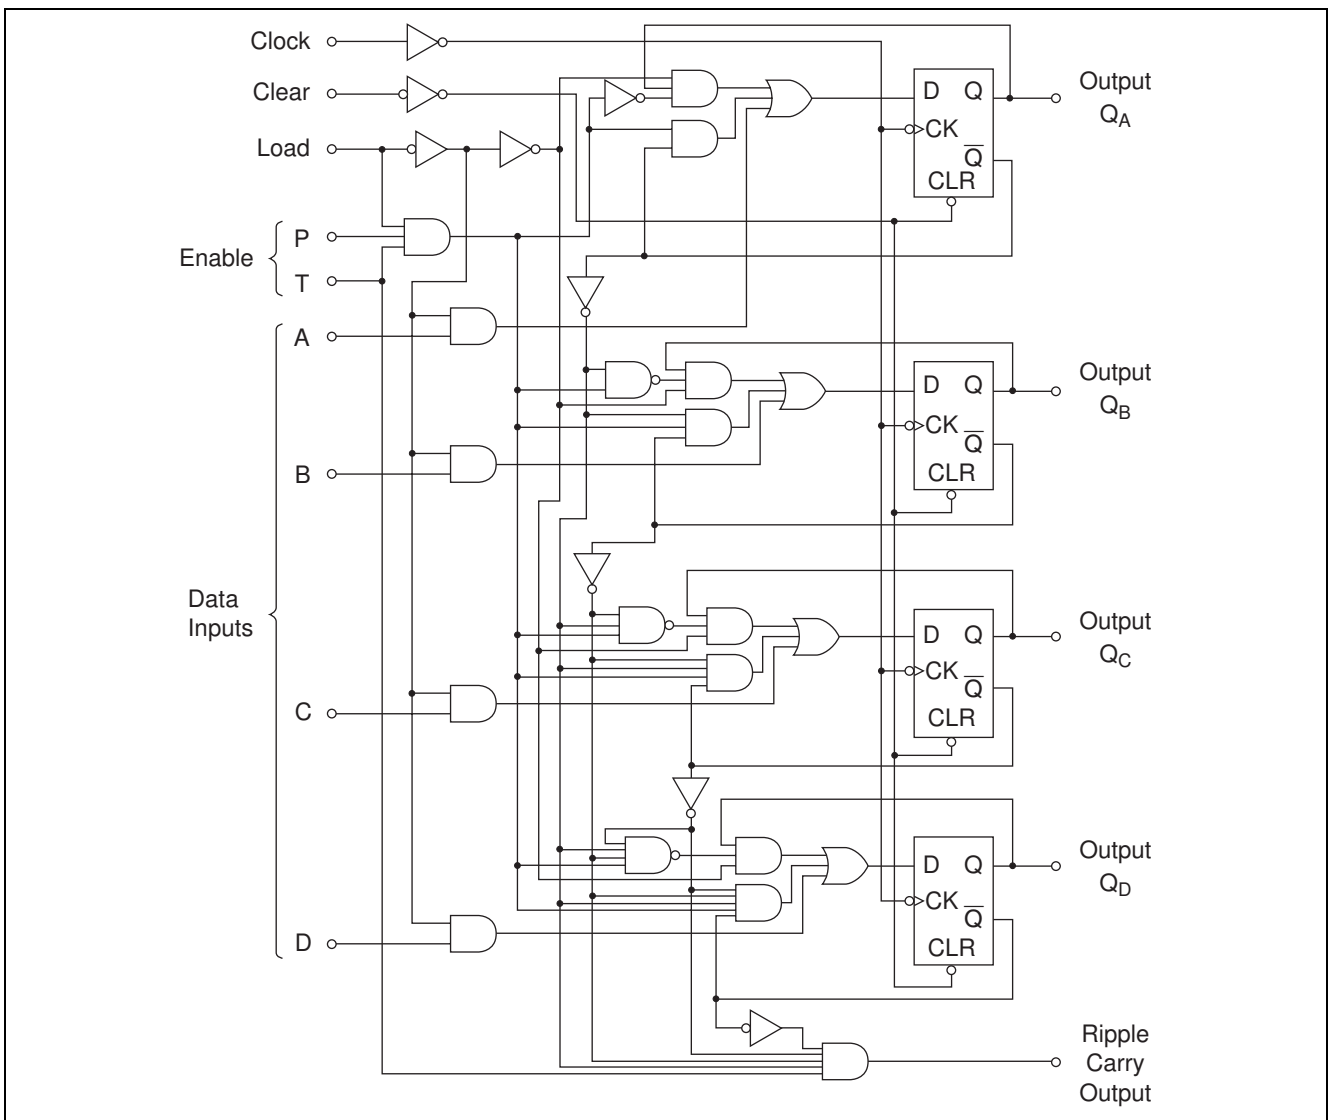 Clock
Clear
Load
Enable
P
T
A
B
Data
Inputs
C
D
D Q
CK
Q
CLR
Output
QA
D Q
CK
Q
CLR
Output
QB
D Q
CK
Q
CLR
Output
QC
D Q
CK
Q
CLR
Output
QD
Ripple
Carry
Output